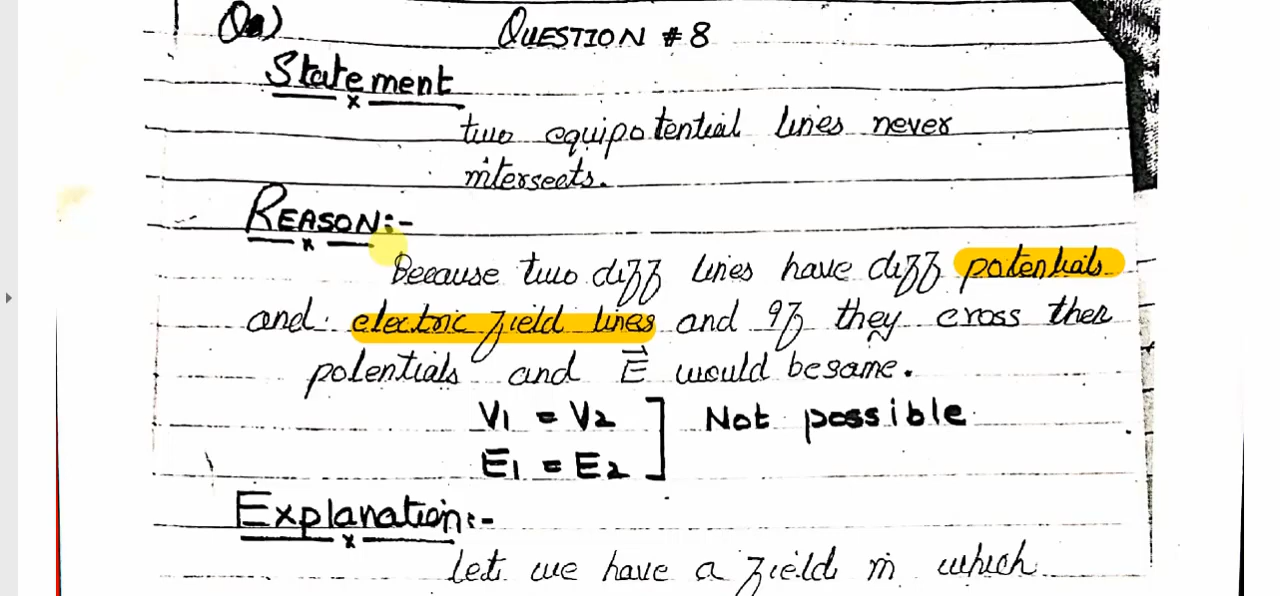 Qa) QUESTION #8
Statement
two equipotential lines never
interseets.
REASON:-
Because two diff lines have diff potentials
and electric field lines and if they cross then
potentials and E⃗ would be same.
V1 = V2 ] Not possible
E1 = E2
Explanation:-
let we have a field in which